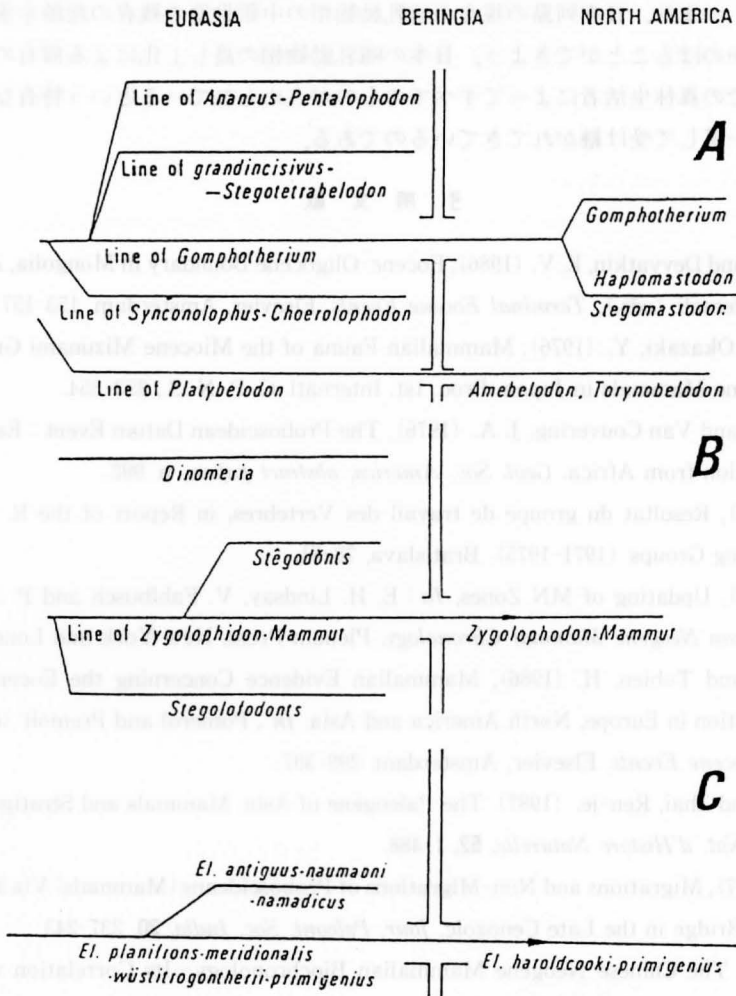 EURASIA BERINGIA NORTH AMERICA
Line of Anancus-Pentalophodon
A
Line of grandincisivus-
—Stegotetrabelodon
Gomphotherium
Line of Gomphotherium
Haplomastodon
Line of Synconolophus-Choerolophodon
Stegomastodon
Line of Platybelodon
Amebelodon, Torynobelodon
B
Dinomeria
Stêgodônts
Line of Zygolophidon-Mammut
Zygolophodon-Mammut
Stegolofodonts
C
El. antiguus-naumaoni
-namadicus
El. planifrons-meridionalis
El. haroldcooki-primigenius
-wüstitrogontherii-primigenius